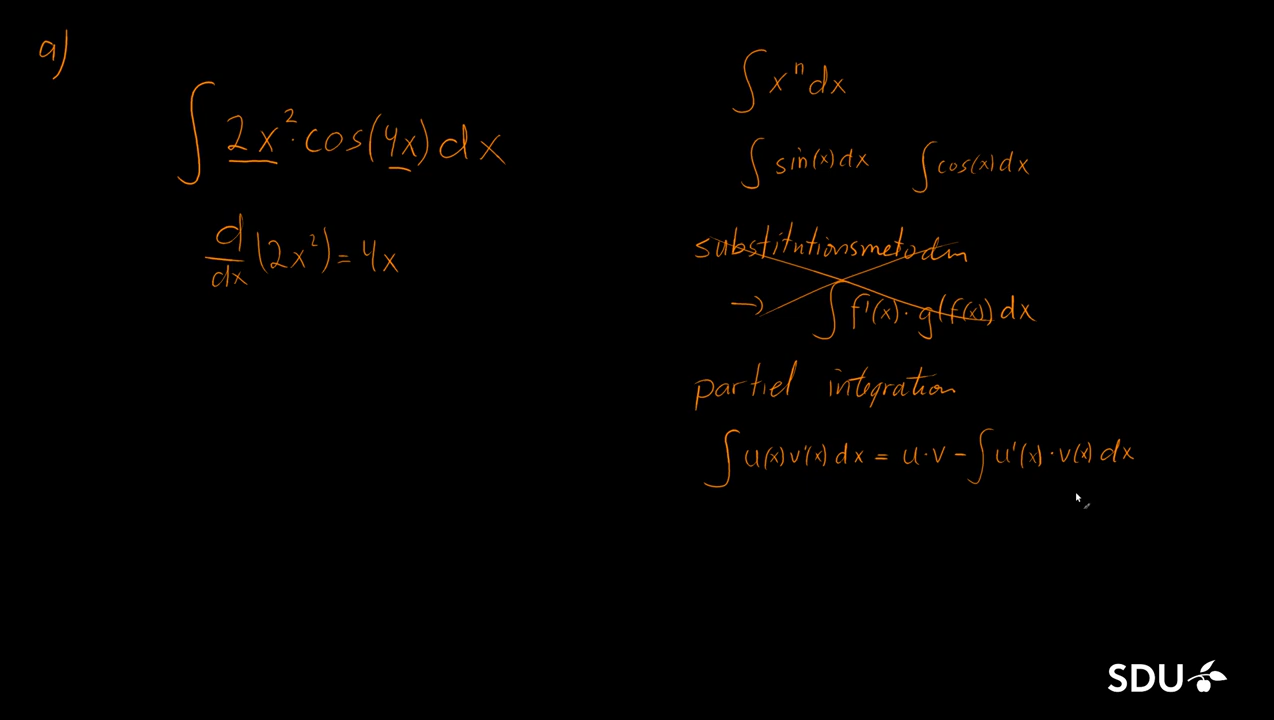 a)
∫ 2x² · cos(4x) dx
d/dx (2x²) = 4x
∫ xⁿ dx
∫ sin(x) dx ∫ cos(x) dx
substitutionsmetoden
→ ∫ f'(x) · g(f(x)) dx
partiel integration
∫ u(x) v'(x) dx = u · v - ∫ u'(x) · v(x) dx
SDU